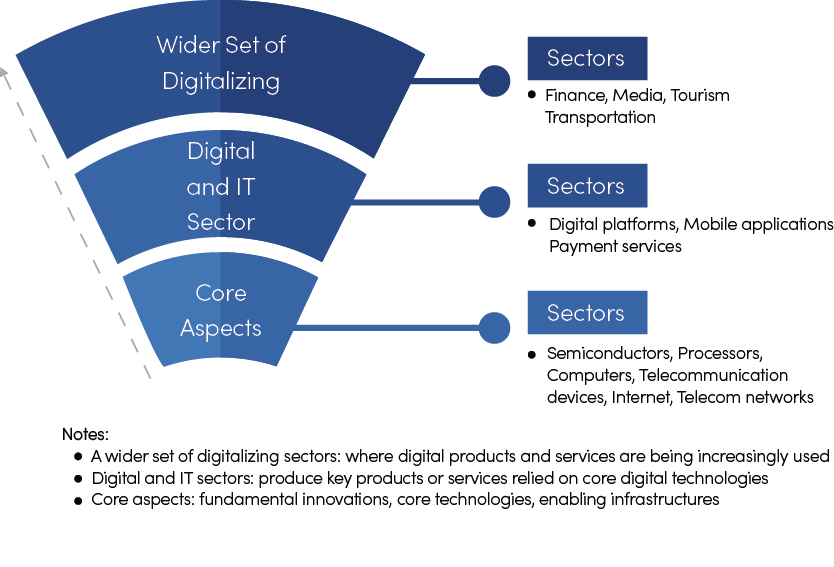 Wider Set of
Digitalizing
Sectors
• Finance, Media, Tourism
Transportation
Digital
and IT
Sector
Sectors
• Digital platforms, Mobile applications
Payment services
Core
Aspects
Sectors
• Semiconductors, Processors,
Computers, Telecommunication
devices, Internet, Telecom networks
Notes:
• A wider set of digitalizing sectors: where digital products and services are being increasingly used
• Digital and IT sectors: produce key products or services relied on core digital technologies
• Core aspects: fundamental innovations, core technologies, enabling infrastructures